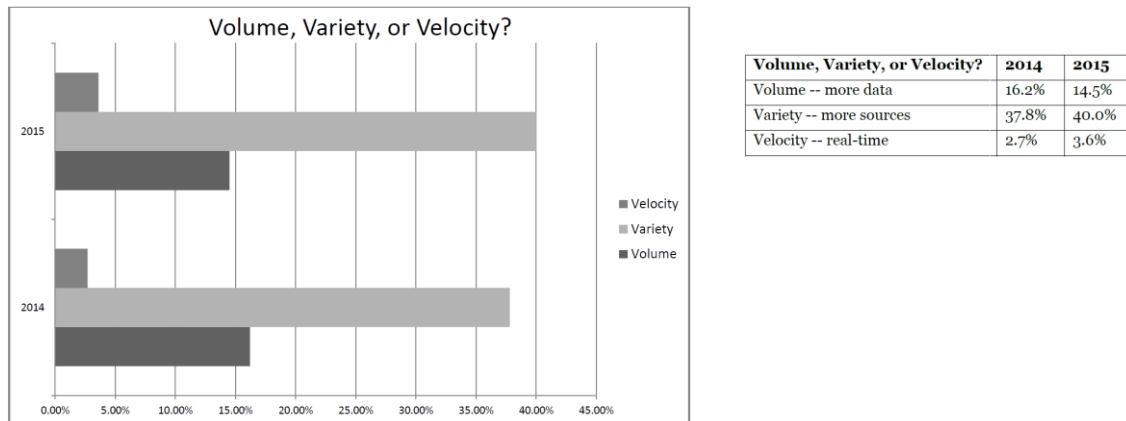 Volume, Variety, or Velocity?
2015
2014
Velocity
Variety
Volume
0.00% 5.00% 10.00% 15.00% 20.00% 25.00% 30.00% 35.00% 40.00% 45.00%
Volume, Variety, or Velocity? 2014 2015
Volume -- more data 16.2% 14.5%
Variety -- more sources 37.8% 40.0%
Velocity -- real-time 2.7% 3.6%